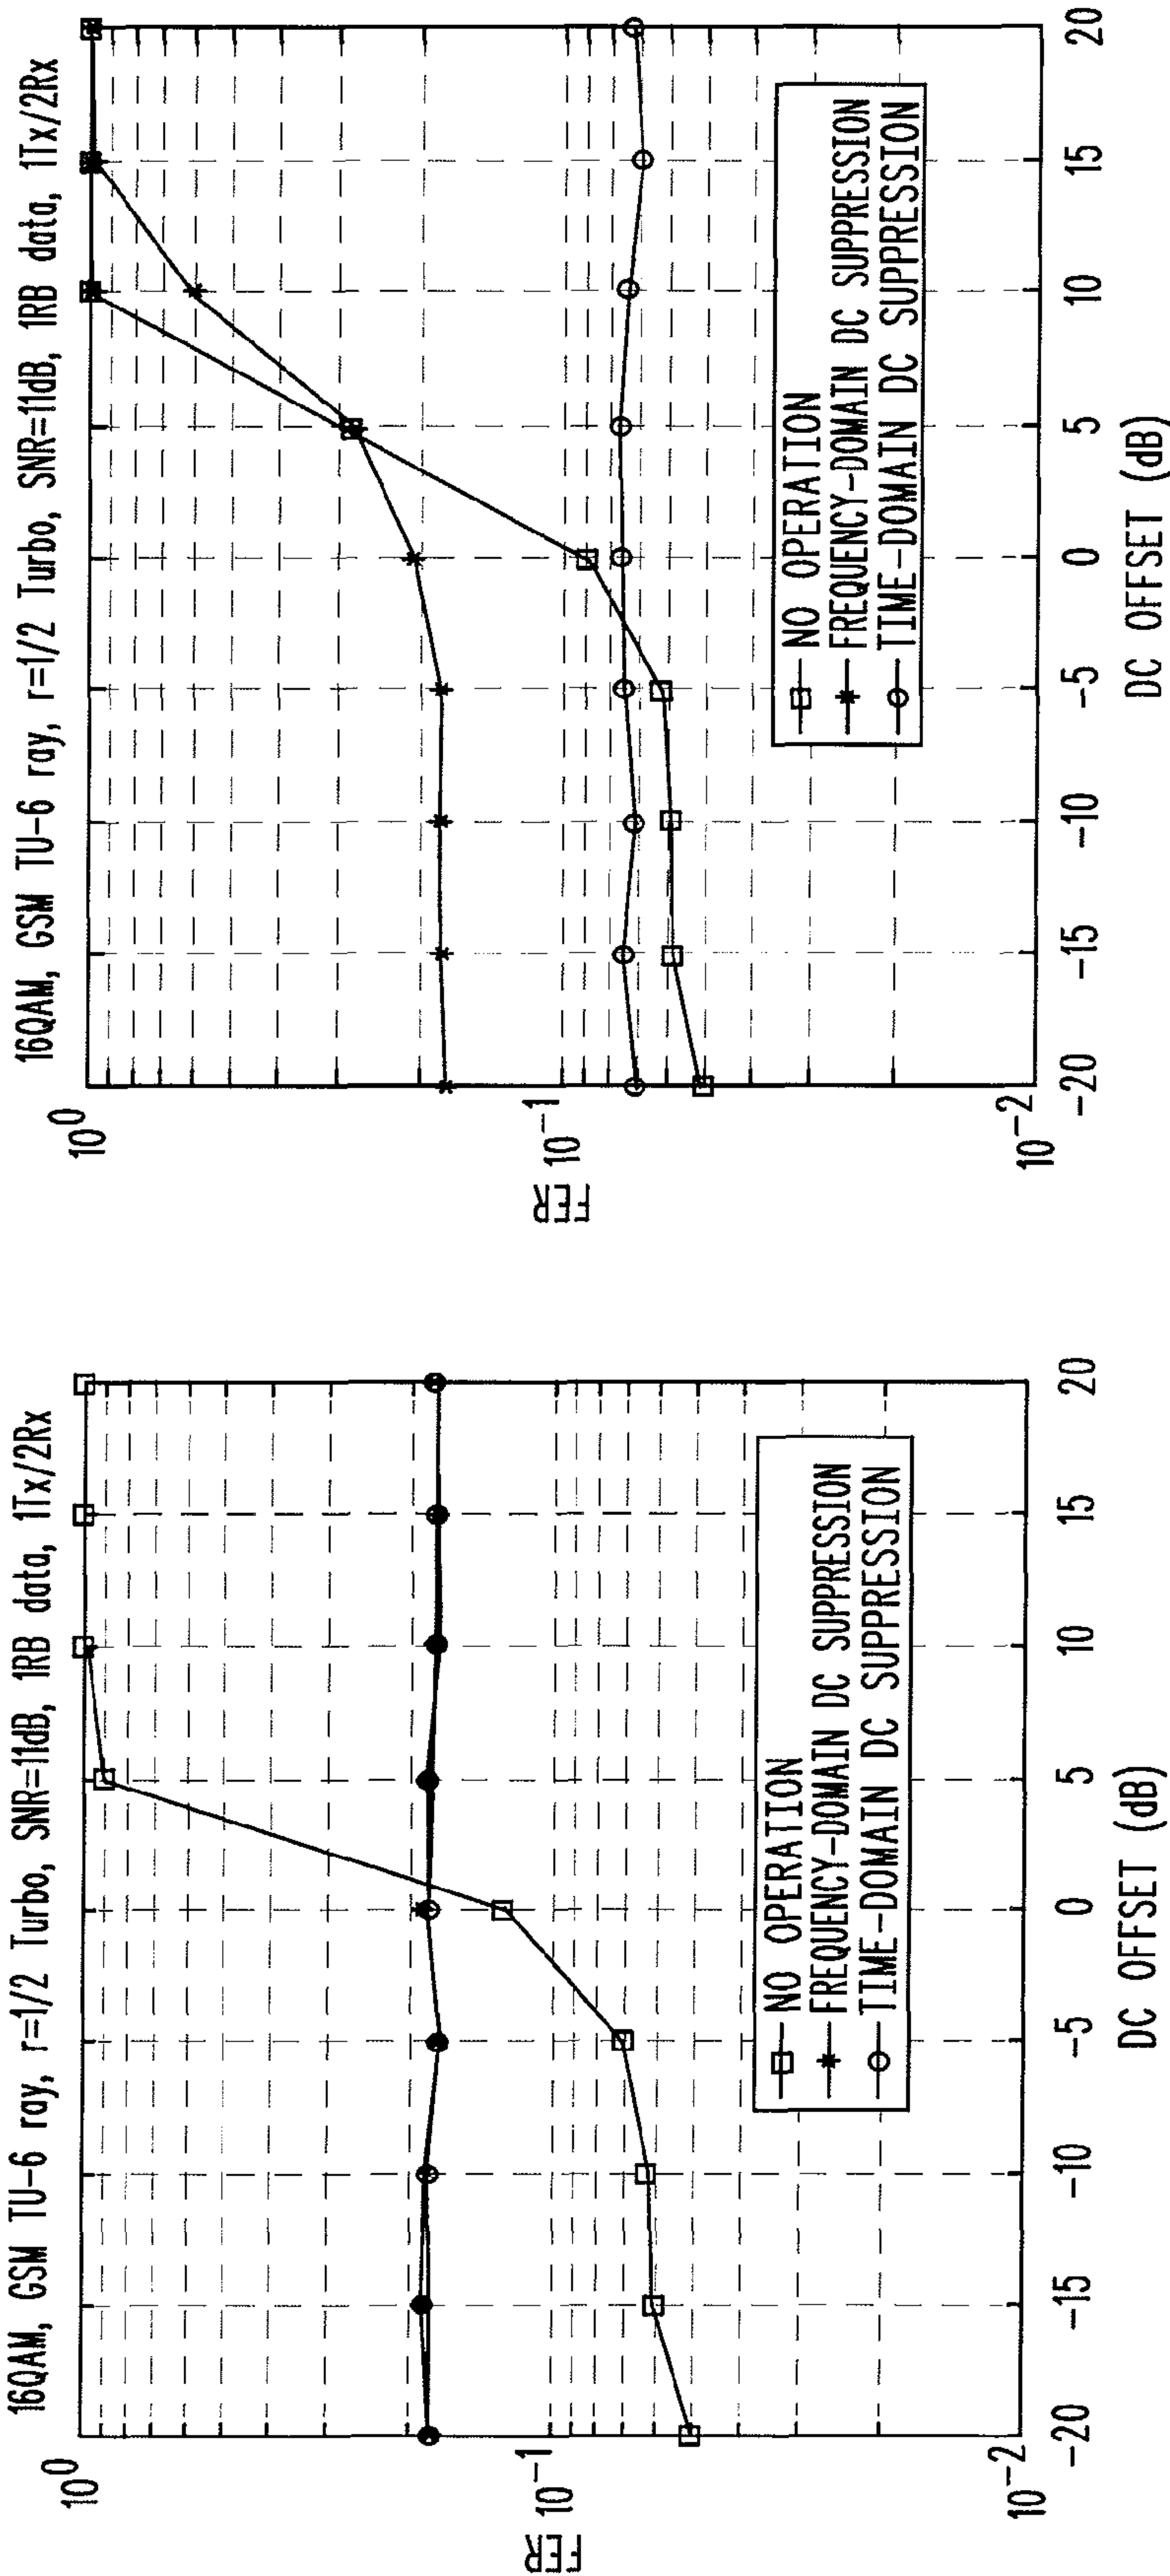 16QAM, GSM TU-6 ray, r=1/2 Turbo, SNR=11dB, 1RB data, 1Tx/2Rx
10^0
10^-1
10^-2
FER
-20 -15 -10 -5 0 5 10 15 20
DC OFFSET (dB)
NO OPERATION
FREQUENCY-DOMAIN DC SUPPRESSION
TIME-DOMAIN DC SUPPRESSION
16QAM, GSM TU-6 ray, r=1/2 Turbo, SNR=11dB, 1RB data, 1Tx/2Rx
10^0
10^-1
10^-2
FER
-20 -15 -10 -5 0 5 10 15 20
DC OFFSET (dB)
NO OPERATION
FREQUENCY-DOMAIN DC SUPPRESSION
TIME-DOMAIN DC SUPPRESSION